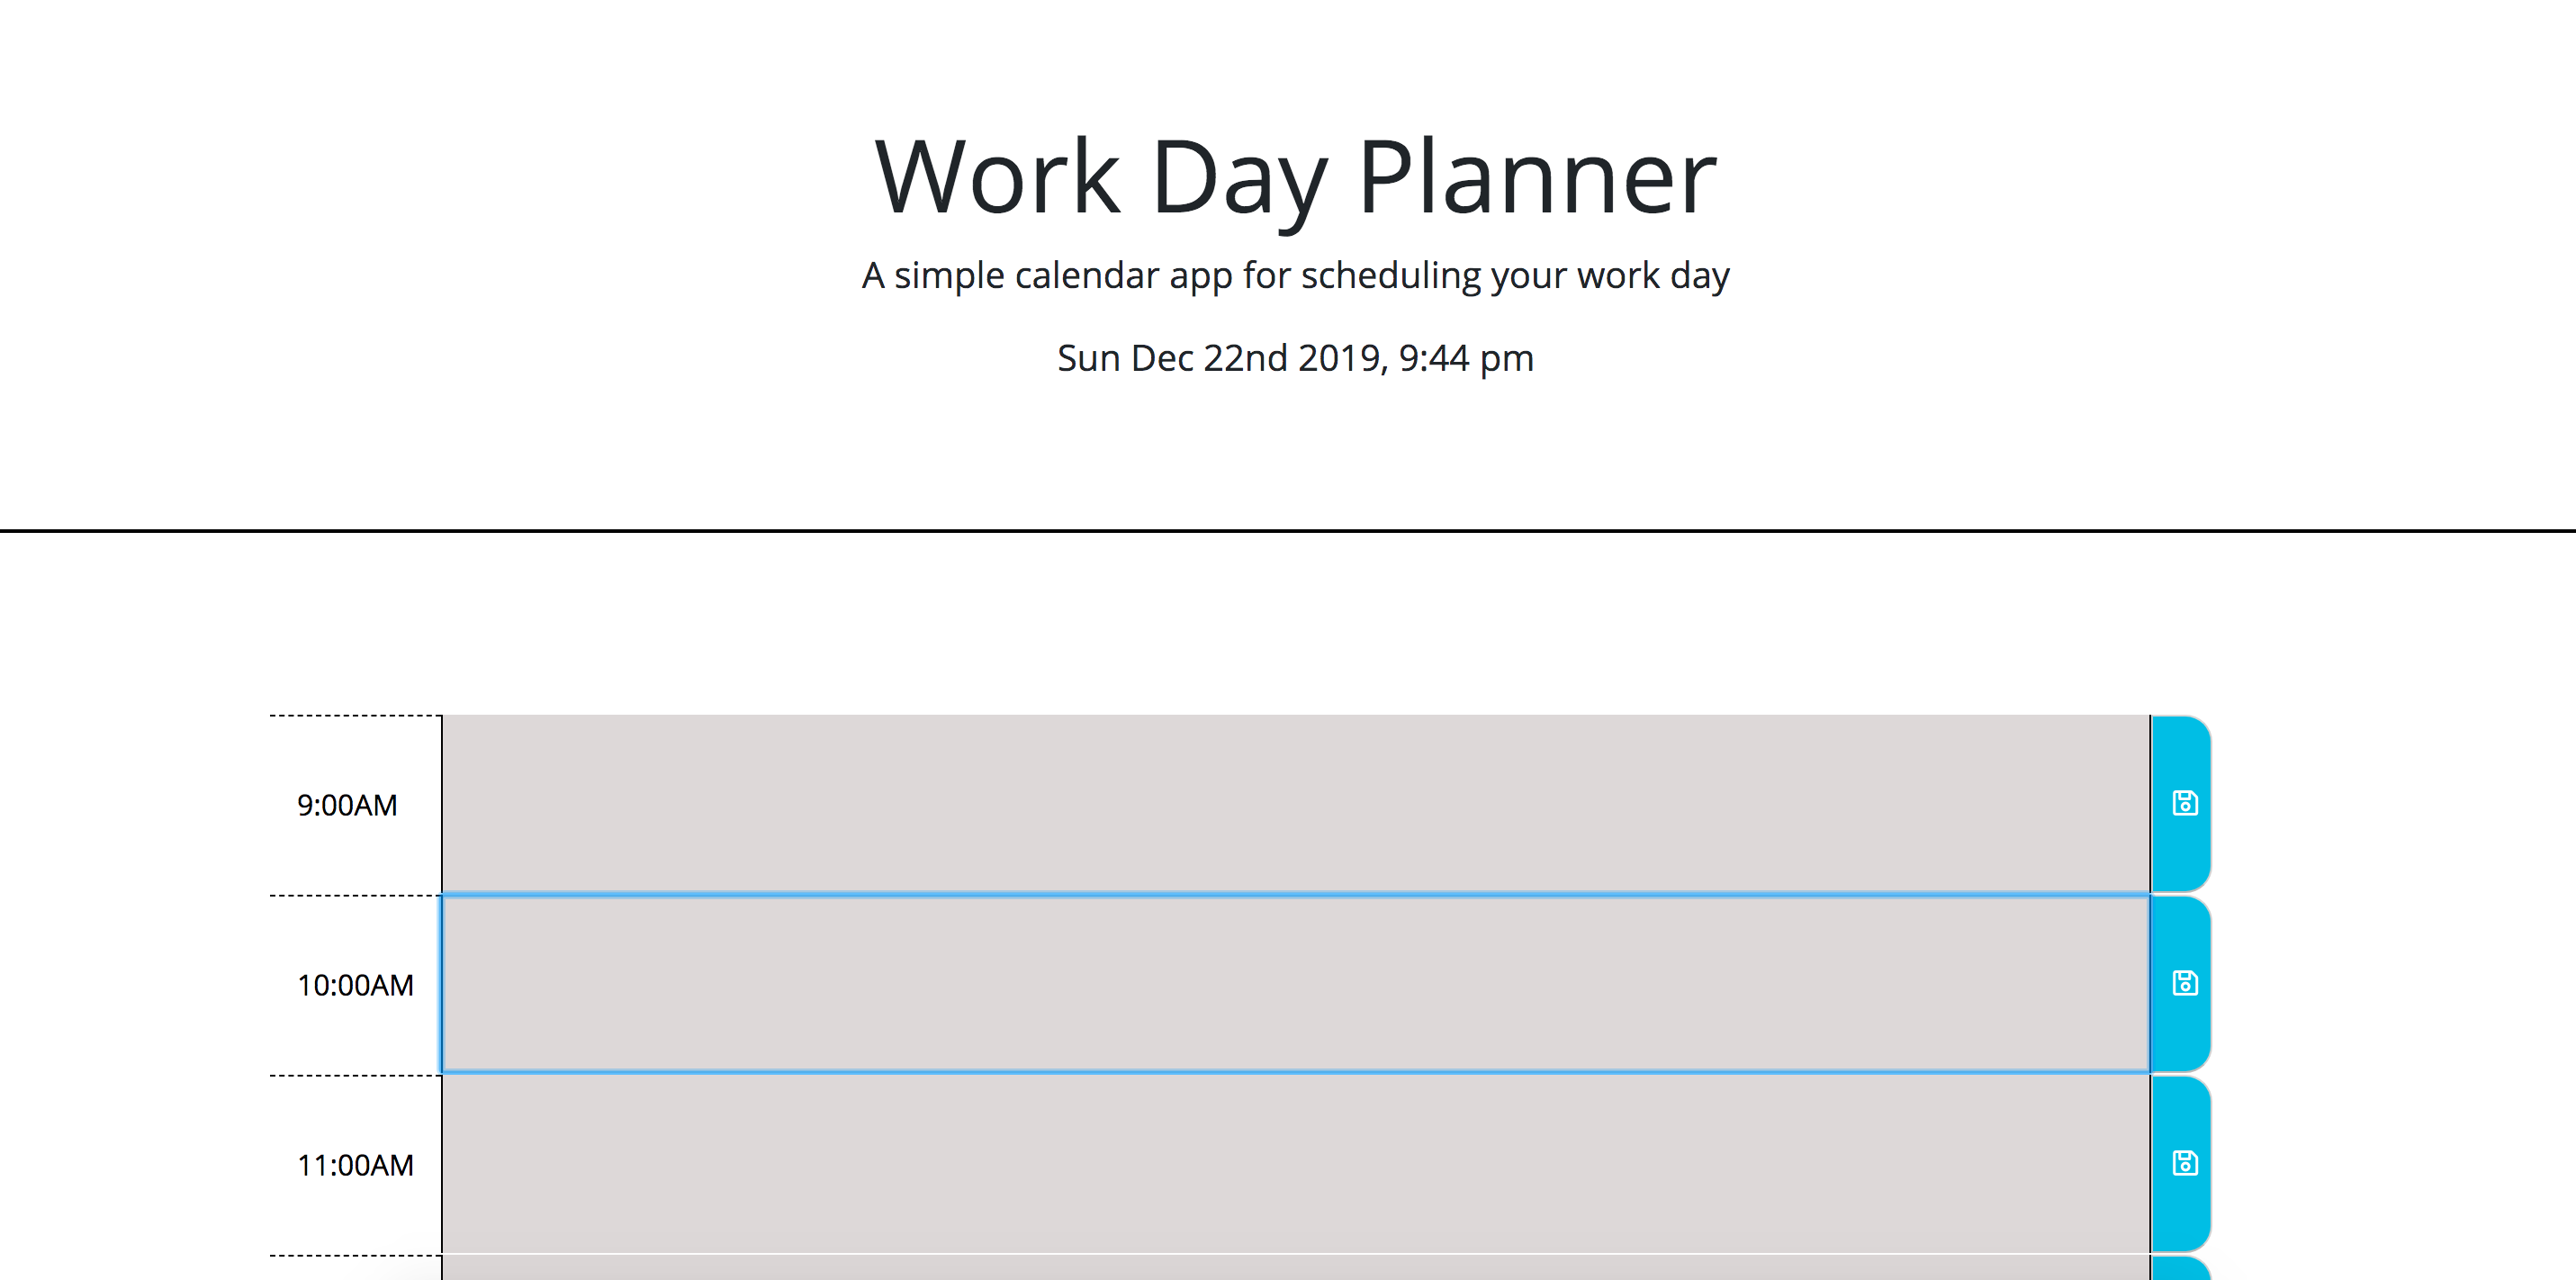 Work Day Planner
A simple calendar app for scheduling your work day
Sun Dec 22nd 2019, 9:44 pm
9:00AM
10:00AM
11:00AM